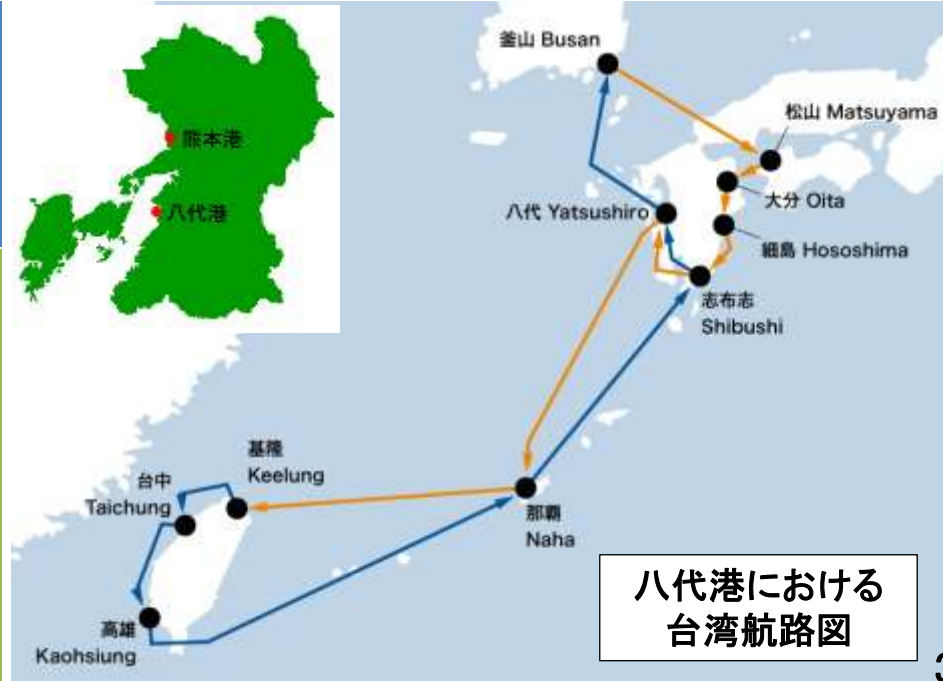 熊本港
八代港
釜山 Busan
松山 Matsuyama
大分 Oita
八代 Yatsushiro
細島 Hososhima
志布志
Shibushi
基隆
Keelung
台中
Taichung
那覇
Naha
高雄
Kaohsiung
八代港における
台湾航路図